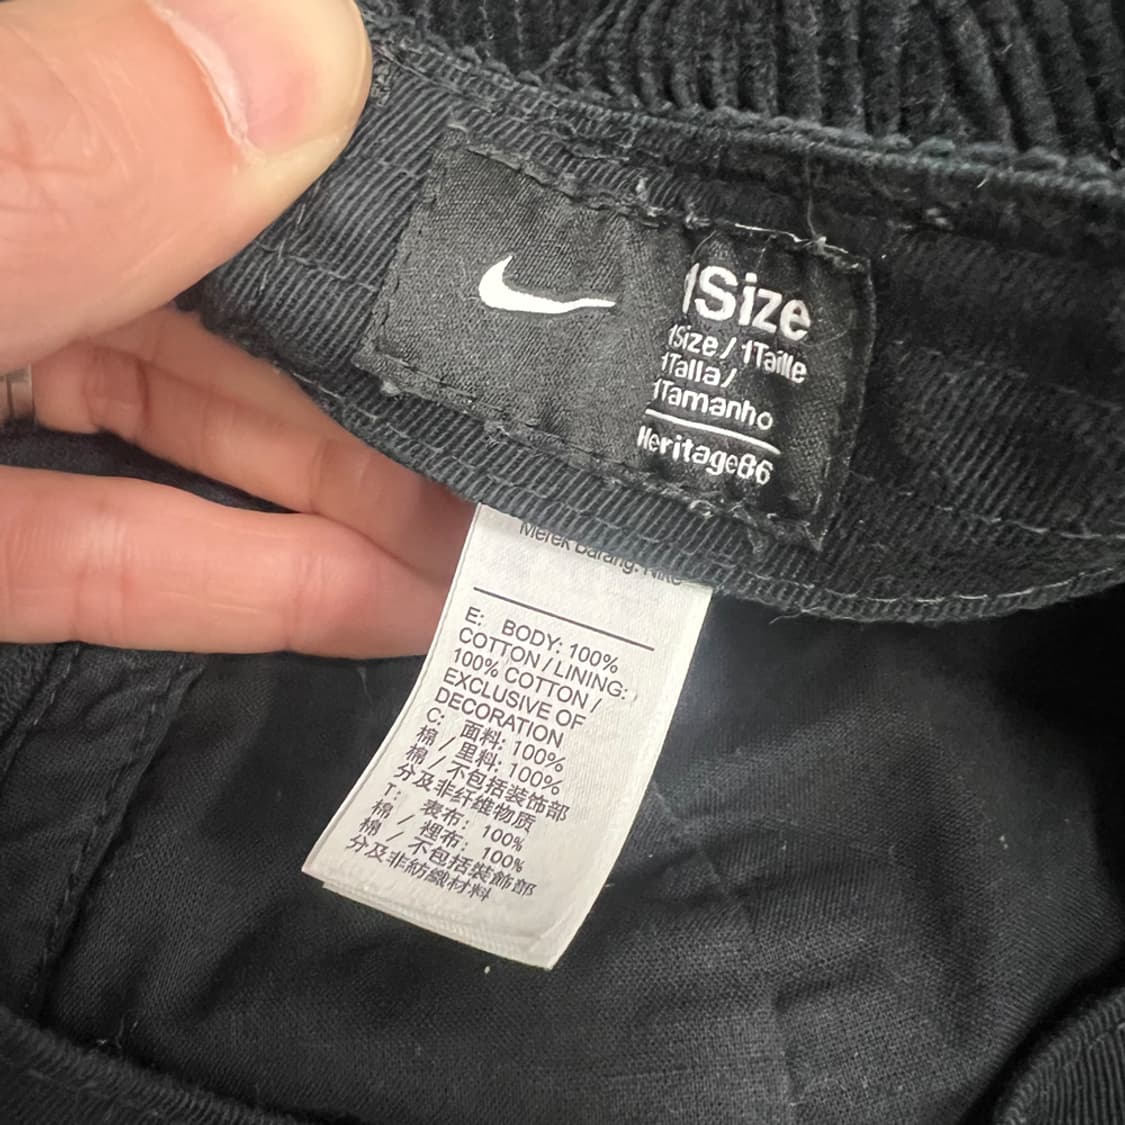 1Size
1Size / 1Taille
1Talla/
1Tamanho
Heritage86
Merek Barang: Nike
E: BODY: 100%
COTTON / LINING:
100% COTTON /
EXCLUSIVE OF
DECORATION
C: 面料: 100%
棉 / 里料: 100%
棉 / 不包括装饰部
分及非纤维物质
T: 表布: 100%
棉 / 裡布: 100%
棉 / 不包括裝飾部
分及非紡織材料